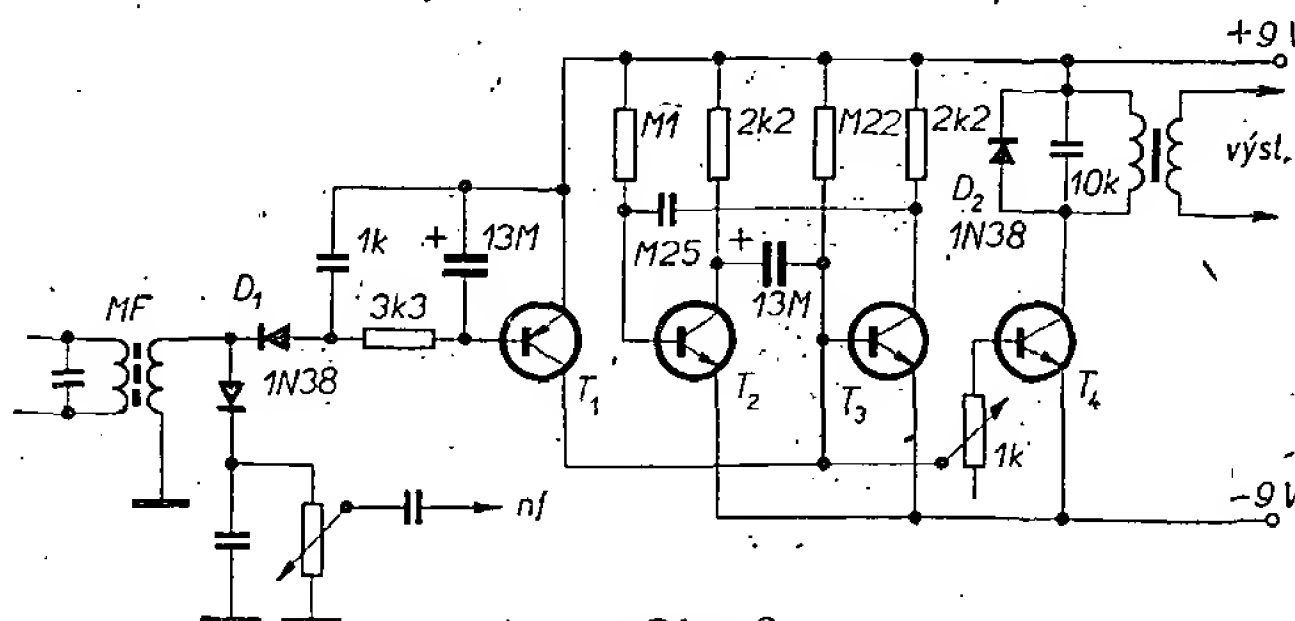 +9 V
M1
2k2
M22
2k2
výst.
D2
1N38
10k
1k
+
13M
M25
+
13M
MF
D1
1N38
3k3
T1
T2
T3
T4
1k
nf
-9 V